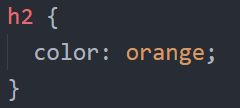 h2 {
  color: orange;
}